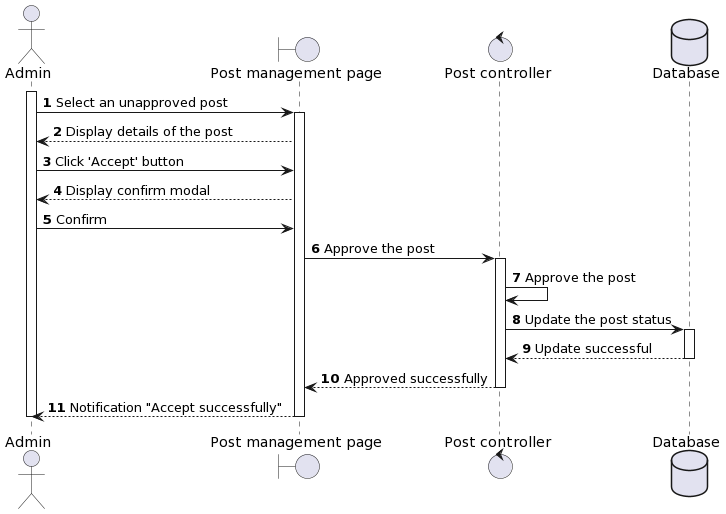 Admin
Post management page
Post controller
Database
1 Select an unapproved post
2 Display details of the post
3 Click 'Accept' button
4 Display confirm modal
5 Confirm
6 Approve the post
7 Approve the post
8 Update the post status
9 Update successful
10 Approved successfully
11 Notification "Accept successfully"
Admin
Post management page
Post controller
Database